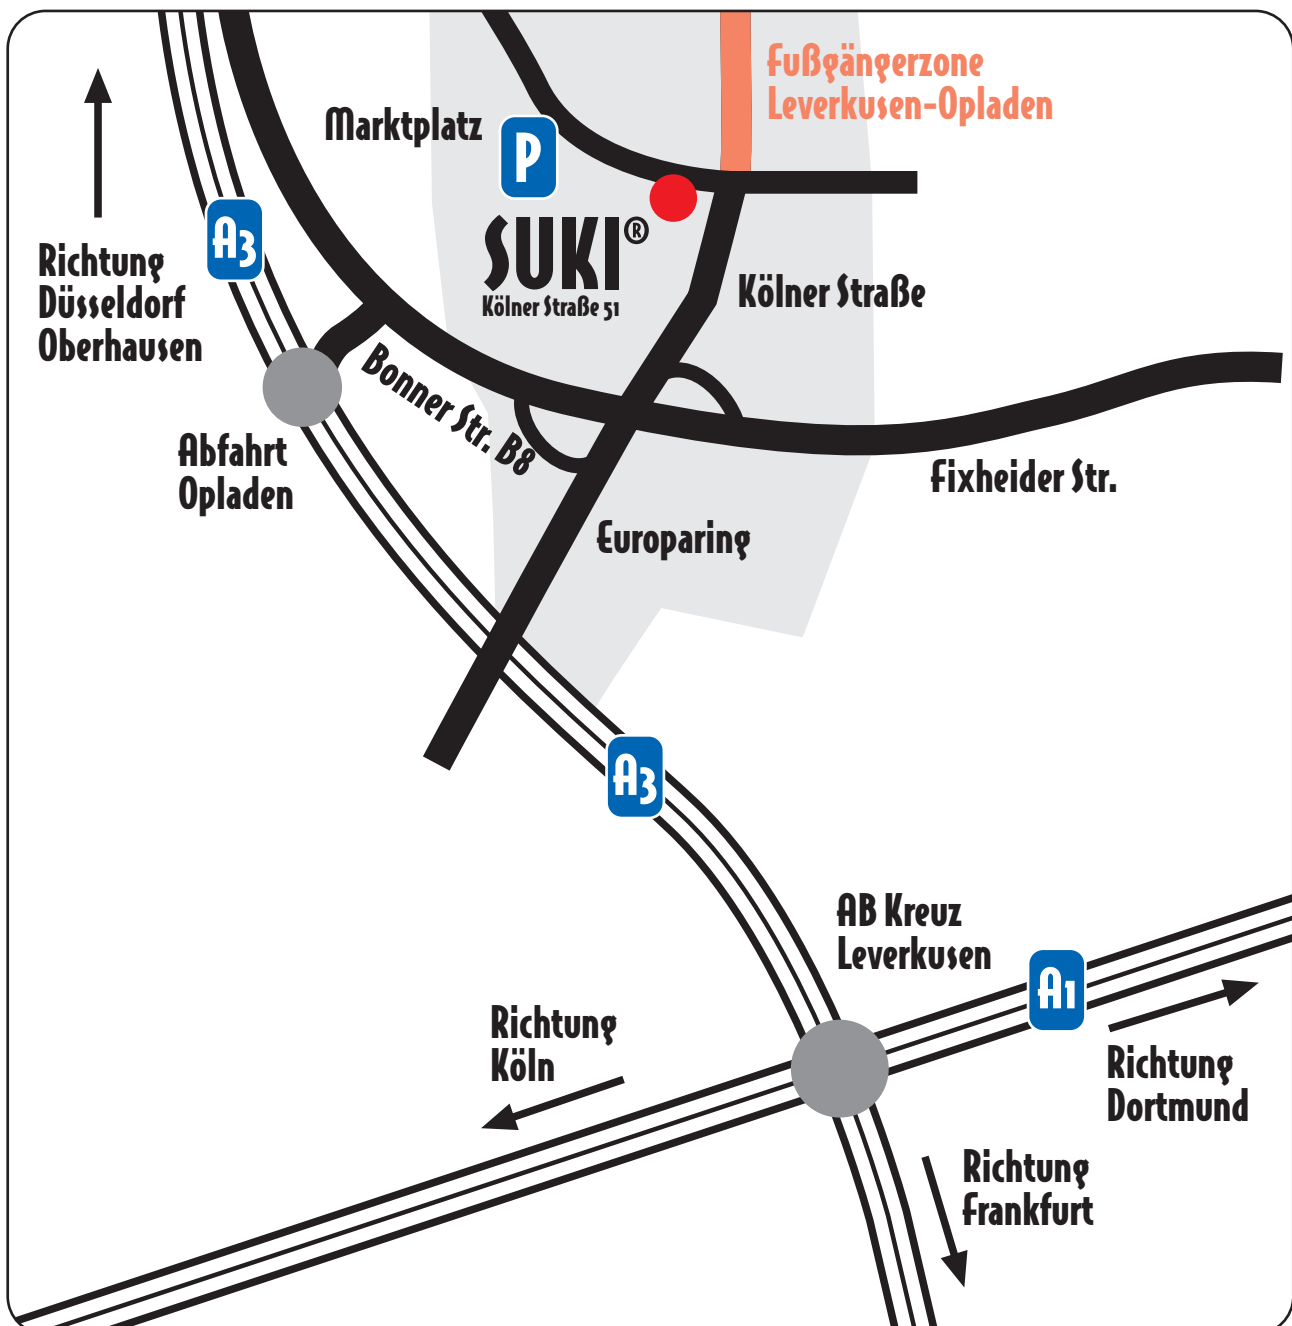 Fußgängerzone
Leverkusen-Opladen
Marktplatz
P
A3
SUKI®
Kölner Straße 51
Richtung
Düsseldorf
Oberhausen
Kölner Straße
Bonner Str. B8
Abfahrt
Opladen
Fixheider Str.
Europaring
A3
AB Kreuz
Leverkusen
A1
Richtung
Köln
Richtung
Dortmund
Richtung
Frankfurt